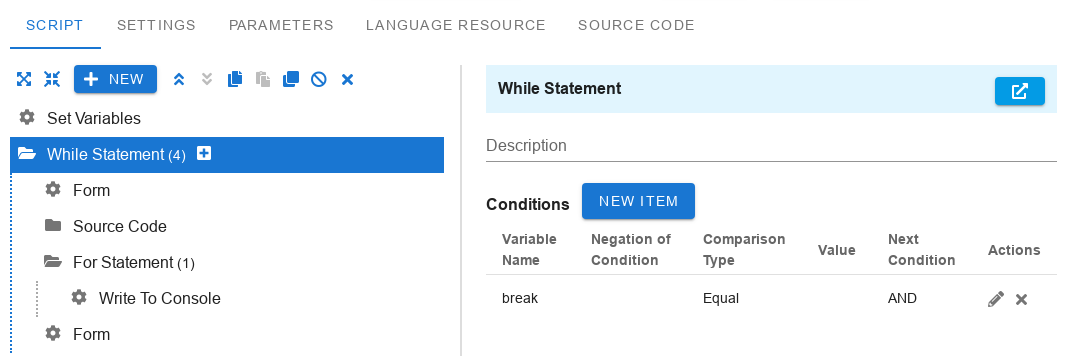 SCRIPT SETTINGS PARAMETERS LANGUAGE RESOURCE SOURCE CODE
NEW
Set Variables
While Statement (4)
Form
Source Code
For Statement (1)
Write To Console
Form
While Statement
Description
Conditions NEW ITEM
Variable Name Negation of Condition Comparison Type Value Next Condition Actions
break Equal AND